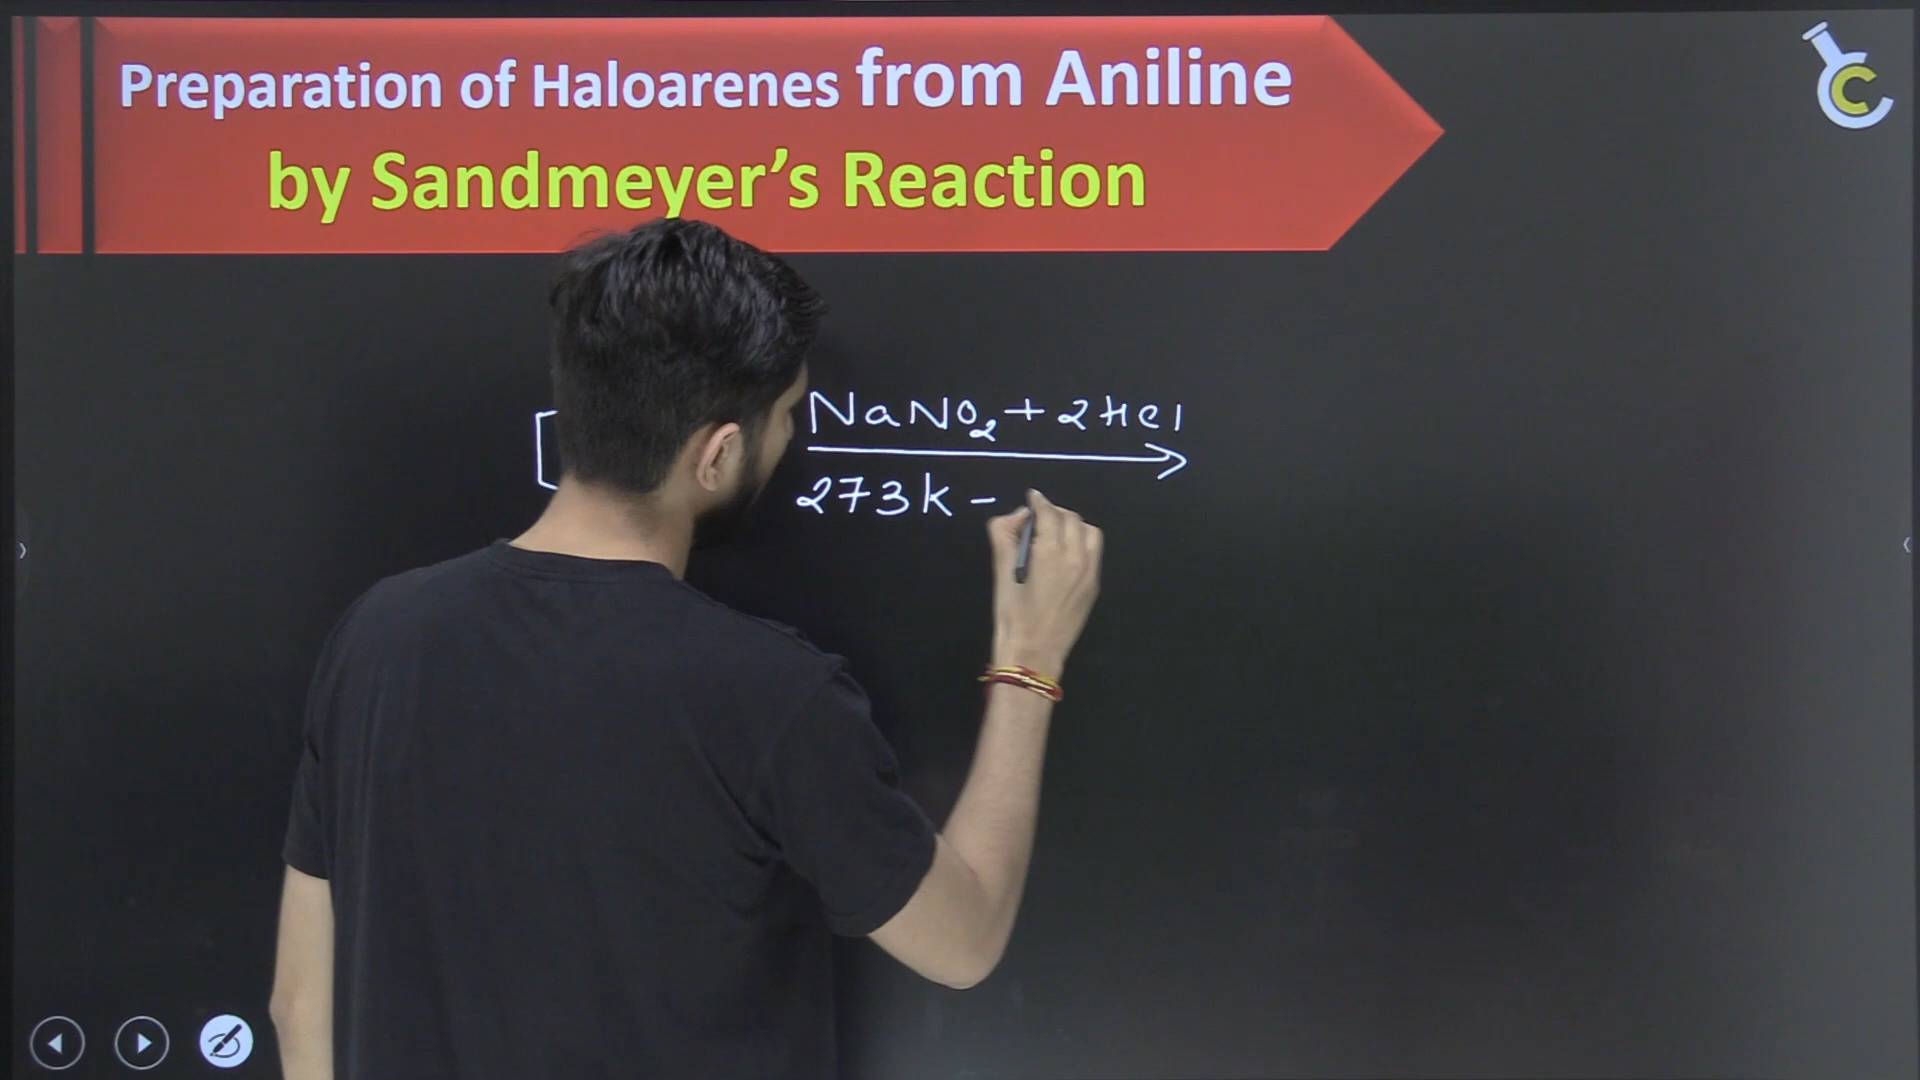 Preparation of Haloarenes from Aniline
by Sandmeyer’s Reaction
NaNO₂ + 2HCl
273k –